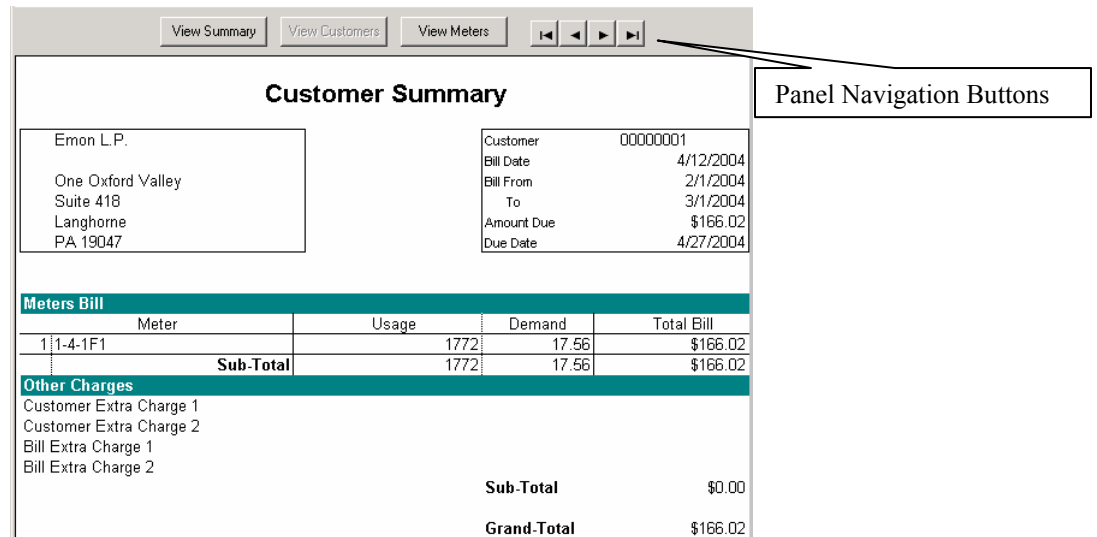 View Summary View Customers View Meters
Panel Navigation Buttons
Customer Summary
Emon L.P.
One Oxford Valley
Suite 418
Langhorne
PA 19047
Customer 00000001
Bill Date 4/12/2004
Bill From 2/1/2004
To 3/1/2004
Amount Due $166.02
Due Date 4/27/2004
Meters Bill
Meter Usage Demand Total Bill
1 1-4-1F1 1772 17.56 $166.02
Sub-Total 1772 17.56 $166.02
Other Charges
Customer Extra Charge 1
Customer Extra Charge 2
Bill Extra Charge 1
Bill Extra Charge 2
Sub-Total $0.00
Grand-Total $166.02